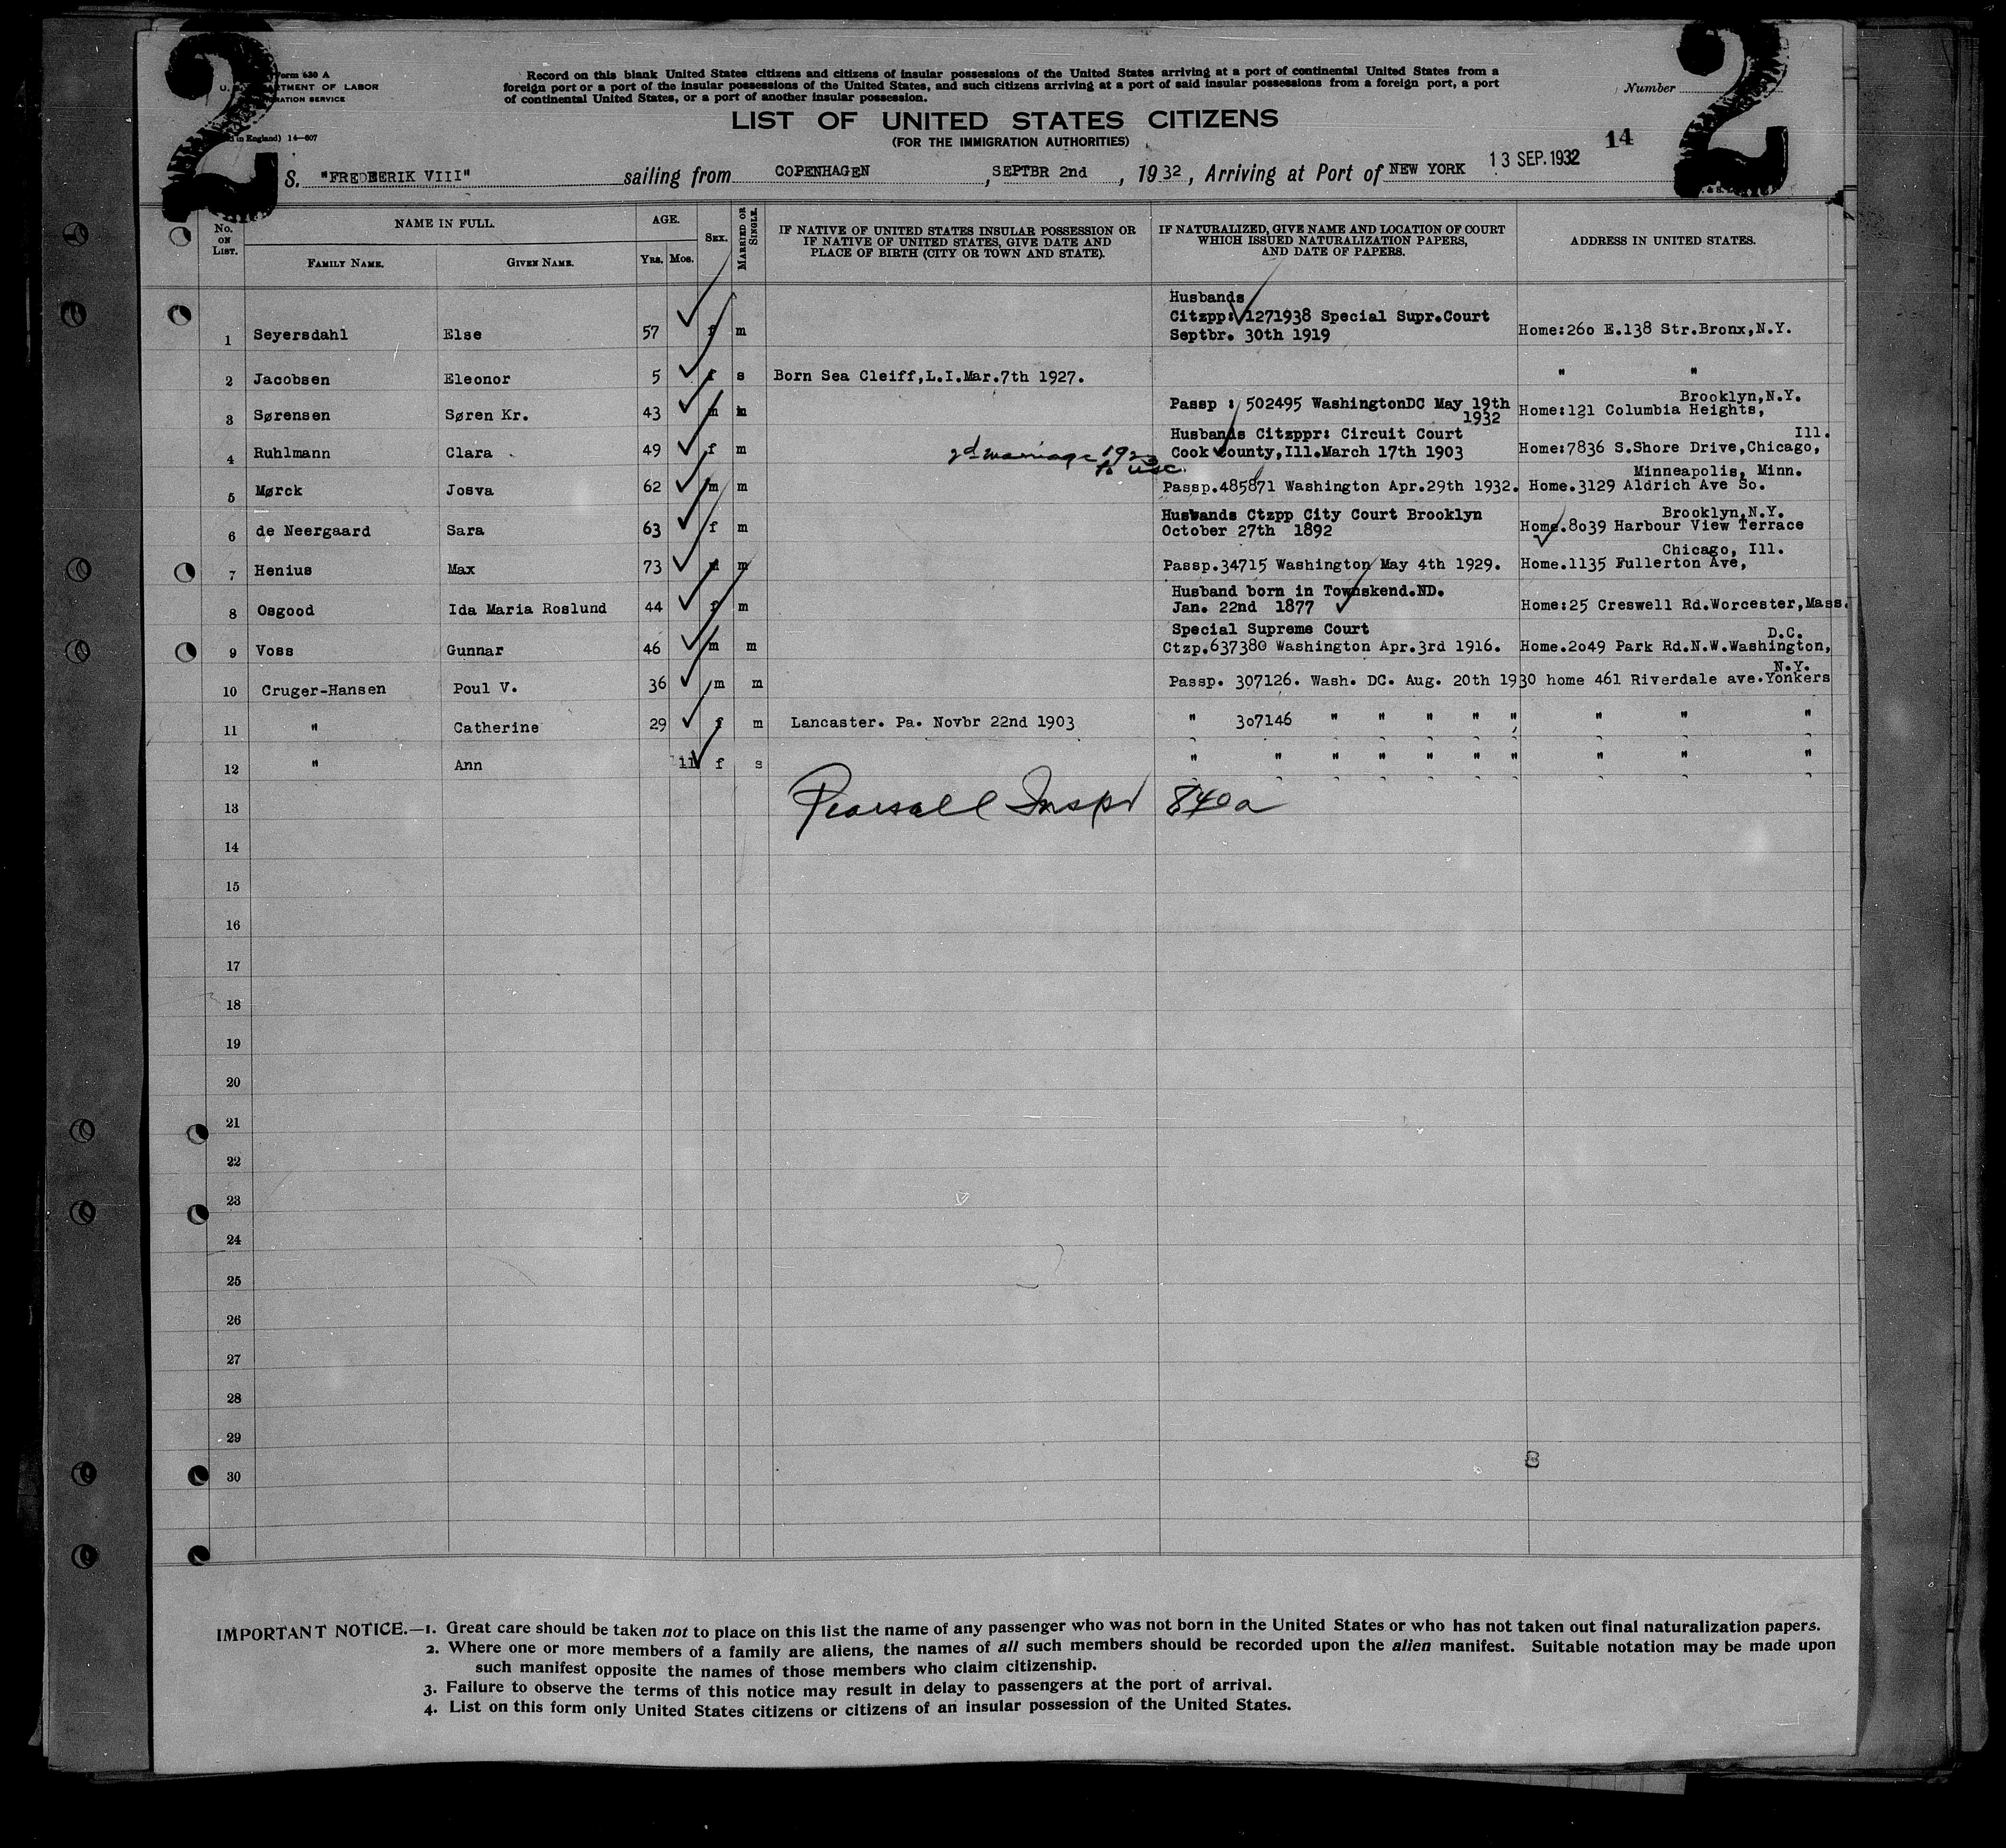 2
2
Form 630 A
U. DEPARTMENT OF LABOR
IMMIGRATION SERVICE
in England) 14—607
Record on this blank United States citizens and citizens of insular possessions of the United States arriving at a port of continental United States from a
foreign port or a port of the insular possessions of the United States, and such citizens arriving at a port of said insular possessions from a foreign port, a port
of continental United States, or a port of another insular possession.
Number
LIST OF UNITED STATES CITIZENS
(FOR THE IMMIGRATION AUTHORITIES)
14
S. "FREDERIK VIII" sailing from COPENHAGEN, SEPTBR 2nd, 1932, Arriving at Port of NEW YORK 13 SEP. 1932
No. ON LIST. NAME IN FULL. AGE. SEX. MARRIED OR SINGLE. IF NATIVE OF UNITED STATES INSULAR POSSESSION OR IF NATIVE OF UNITED STATES, GIVE DATE AND PLACE OF BIRTH (CITY OR TOWN AND STATE). IF NATURALIZED, GIVE NAME AND LOCATION OF COURT WHICH ISSUED NATURALIZATION PAPERS, AND DATE OF PAPERS. ADDRESS IN UNITED STATES.
FAMILY NAME. GIVEN NAME. YRS. MOS.
Husbands
Citzpp: 1271938 Special Supr.Court
1 Seyersdahl Else 57 f m Septbr. 30th 1919 Home:26o E.138 Str.Bronx,N.Y.
2 Jacobsen Eleonor 5 f s Born Sea Cleiff,L.I.Mar.7th 1927. " "
Brooklyn,N.Y.
3 Sørensen Søren Kr. 43 m m Passp : 502495 WashingtonDC May 19th 1932 Home:121 Columbia Heights,
Husbands Citzppr: Circuit Court Ill.
4 Ruhlmann Clara 49 f m 2d marriage 1923 to USC. Cook County,Ill.March 17th 1903 Home:7836 S.Shore Drive,Chicago,
Minneapolis, Minn.
5 Mørck Josva 62 m m Passp.485871 Washington Apr.29th 1932. Home.3129 Aldrich Ave So.
Husbands Ctzpp City Court Brooklyn Brooklyn,N.Y.
6 de Neergaard Sara 63 f m October 27th 1892 Home.8o39 Harbour View Terrace
Chicago, Ill.
7 Henius Max 73 m m Passp.34715 Washington May 4th 1929. Home.1135 Fullerton Ave,
Husband born in Townskend.ND.
8 Osgood Ida Maria Roslund 44 f m Jan. 22nd 1877 Home:25 Creswell Rd.Worcester,Mass.
Special Supreme Court D.C.
9 Voss Gunnar 46 m m Ctzp.637380 Washington Apr.3rd 1916. Home.2o49 Park Rd.N.W.Washington,
N.Y.
10 Cruger-Hansen Poul V. 36 m m Passp. 307126. Wash. DC. Aug. 20th 1930 home 461 Riverdale ave.Yonkers
11 " Catherine 29 f m Lancaster. Pa. Novbr 22nd 1903 " 3o7146 " " " " " " " "
12 " Ann 11 f s " " " " " " " " " "
13 Pearsall Inspr 840a
14
15
16
17
18
19
20
21
22
23
24
25
26
27
28
29
8
30
IMPORTANT NOTICE.—1. Great care should be taken not to place on this list the name of any passenger who was not born in the United States or who has not taken out final naturalization papers.
2. Where one or more members of a family are aliens, the names of all such members should be recorded upon the alien manifest. Suitable notation may be made upon
such manifest opposite the names of those members who claim citizenship.
3. Failure to observe the terms of this notice may result in delay to passengers at the port of arrival.
4. List on this form only United States citizens or citizens of an insular possession of the United States.